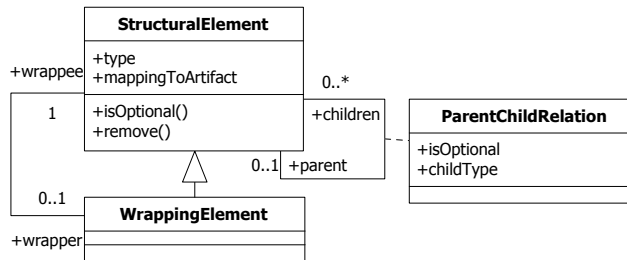 StructuralElement
+type
+mappingToArtifact
+isOptional()
+remove()
+wrappee
1
0..1
+wrapper
WrappingElement
0..*
+children
0..1
+parent
ParentChildRelation
+isOptional
+childType